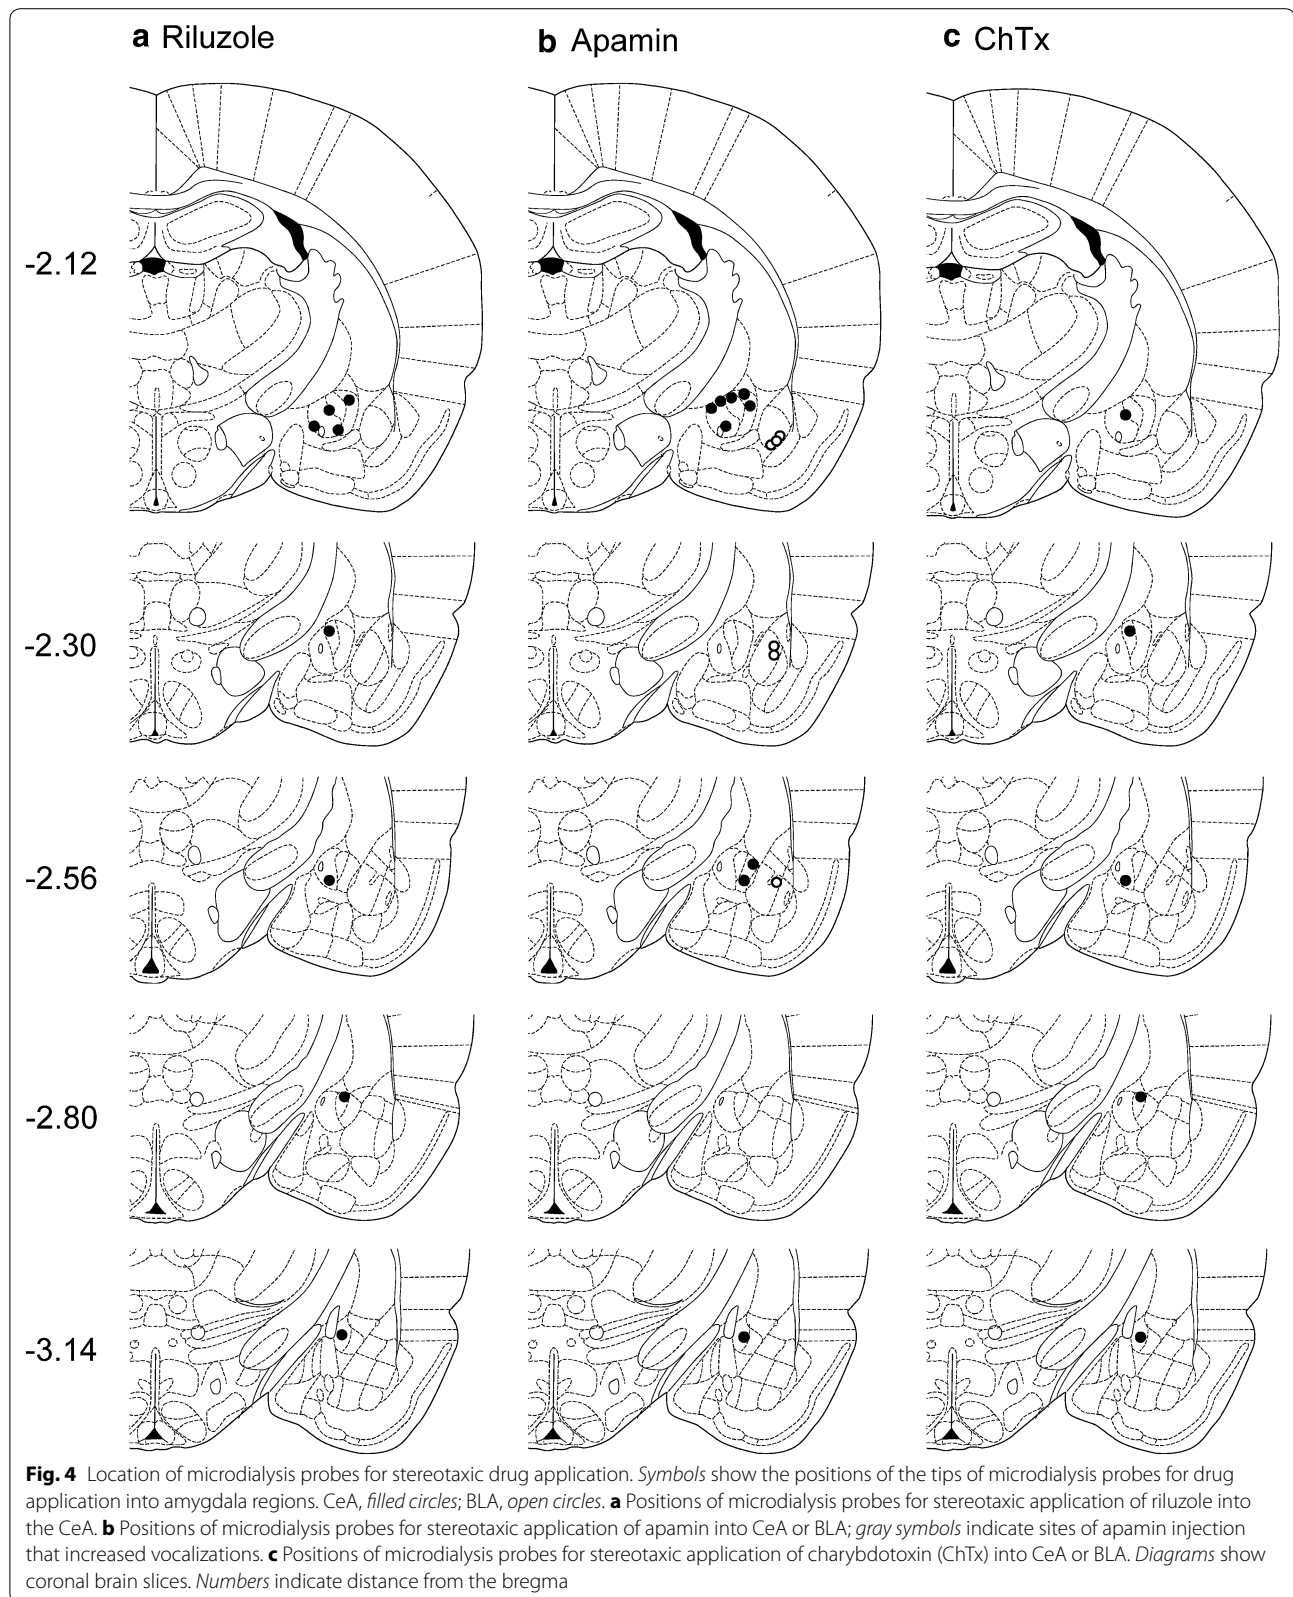 a Riluzole
b Apamin
c ChTx
-2.12
-2.30
-2.56
-2.80
-3.14
Fig. 4 Location of microdialysis probes for stereotaxic drug application. Symbols show the positions of the tips of microdialysis probes for drug
application into amygdala regions. CeA, filled circles; BLA, open circles. a Positions of microdialysis probes for stereotaxic application of riluzole into
the CeA. b Positions of microdialysis probes for stereotaxic application of apamin into CeA or BLA; gray symbols indicate sites of apamin injection
that increased vocalizations. c Positions of microdialysis probes for stereotaxic application of charybdotoxin (ChTx) into CeA or BLA. Diagrams show
coronal brain slices. Numbers indicate distance from the bregma